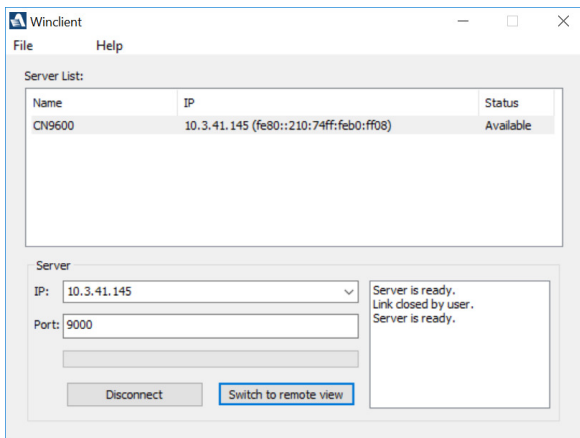 Winclient
File Help
Server List:
Name IP Status
CN9600 10.3.41.145 (fe80::210:74ff:feb0:ff08) Available
Server
IP: 10.3.41.145
Port: 9000
Disconnect Switch to remote view
Server is ready.
Link closed by user.
Server is ready.